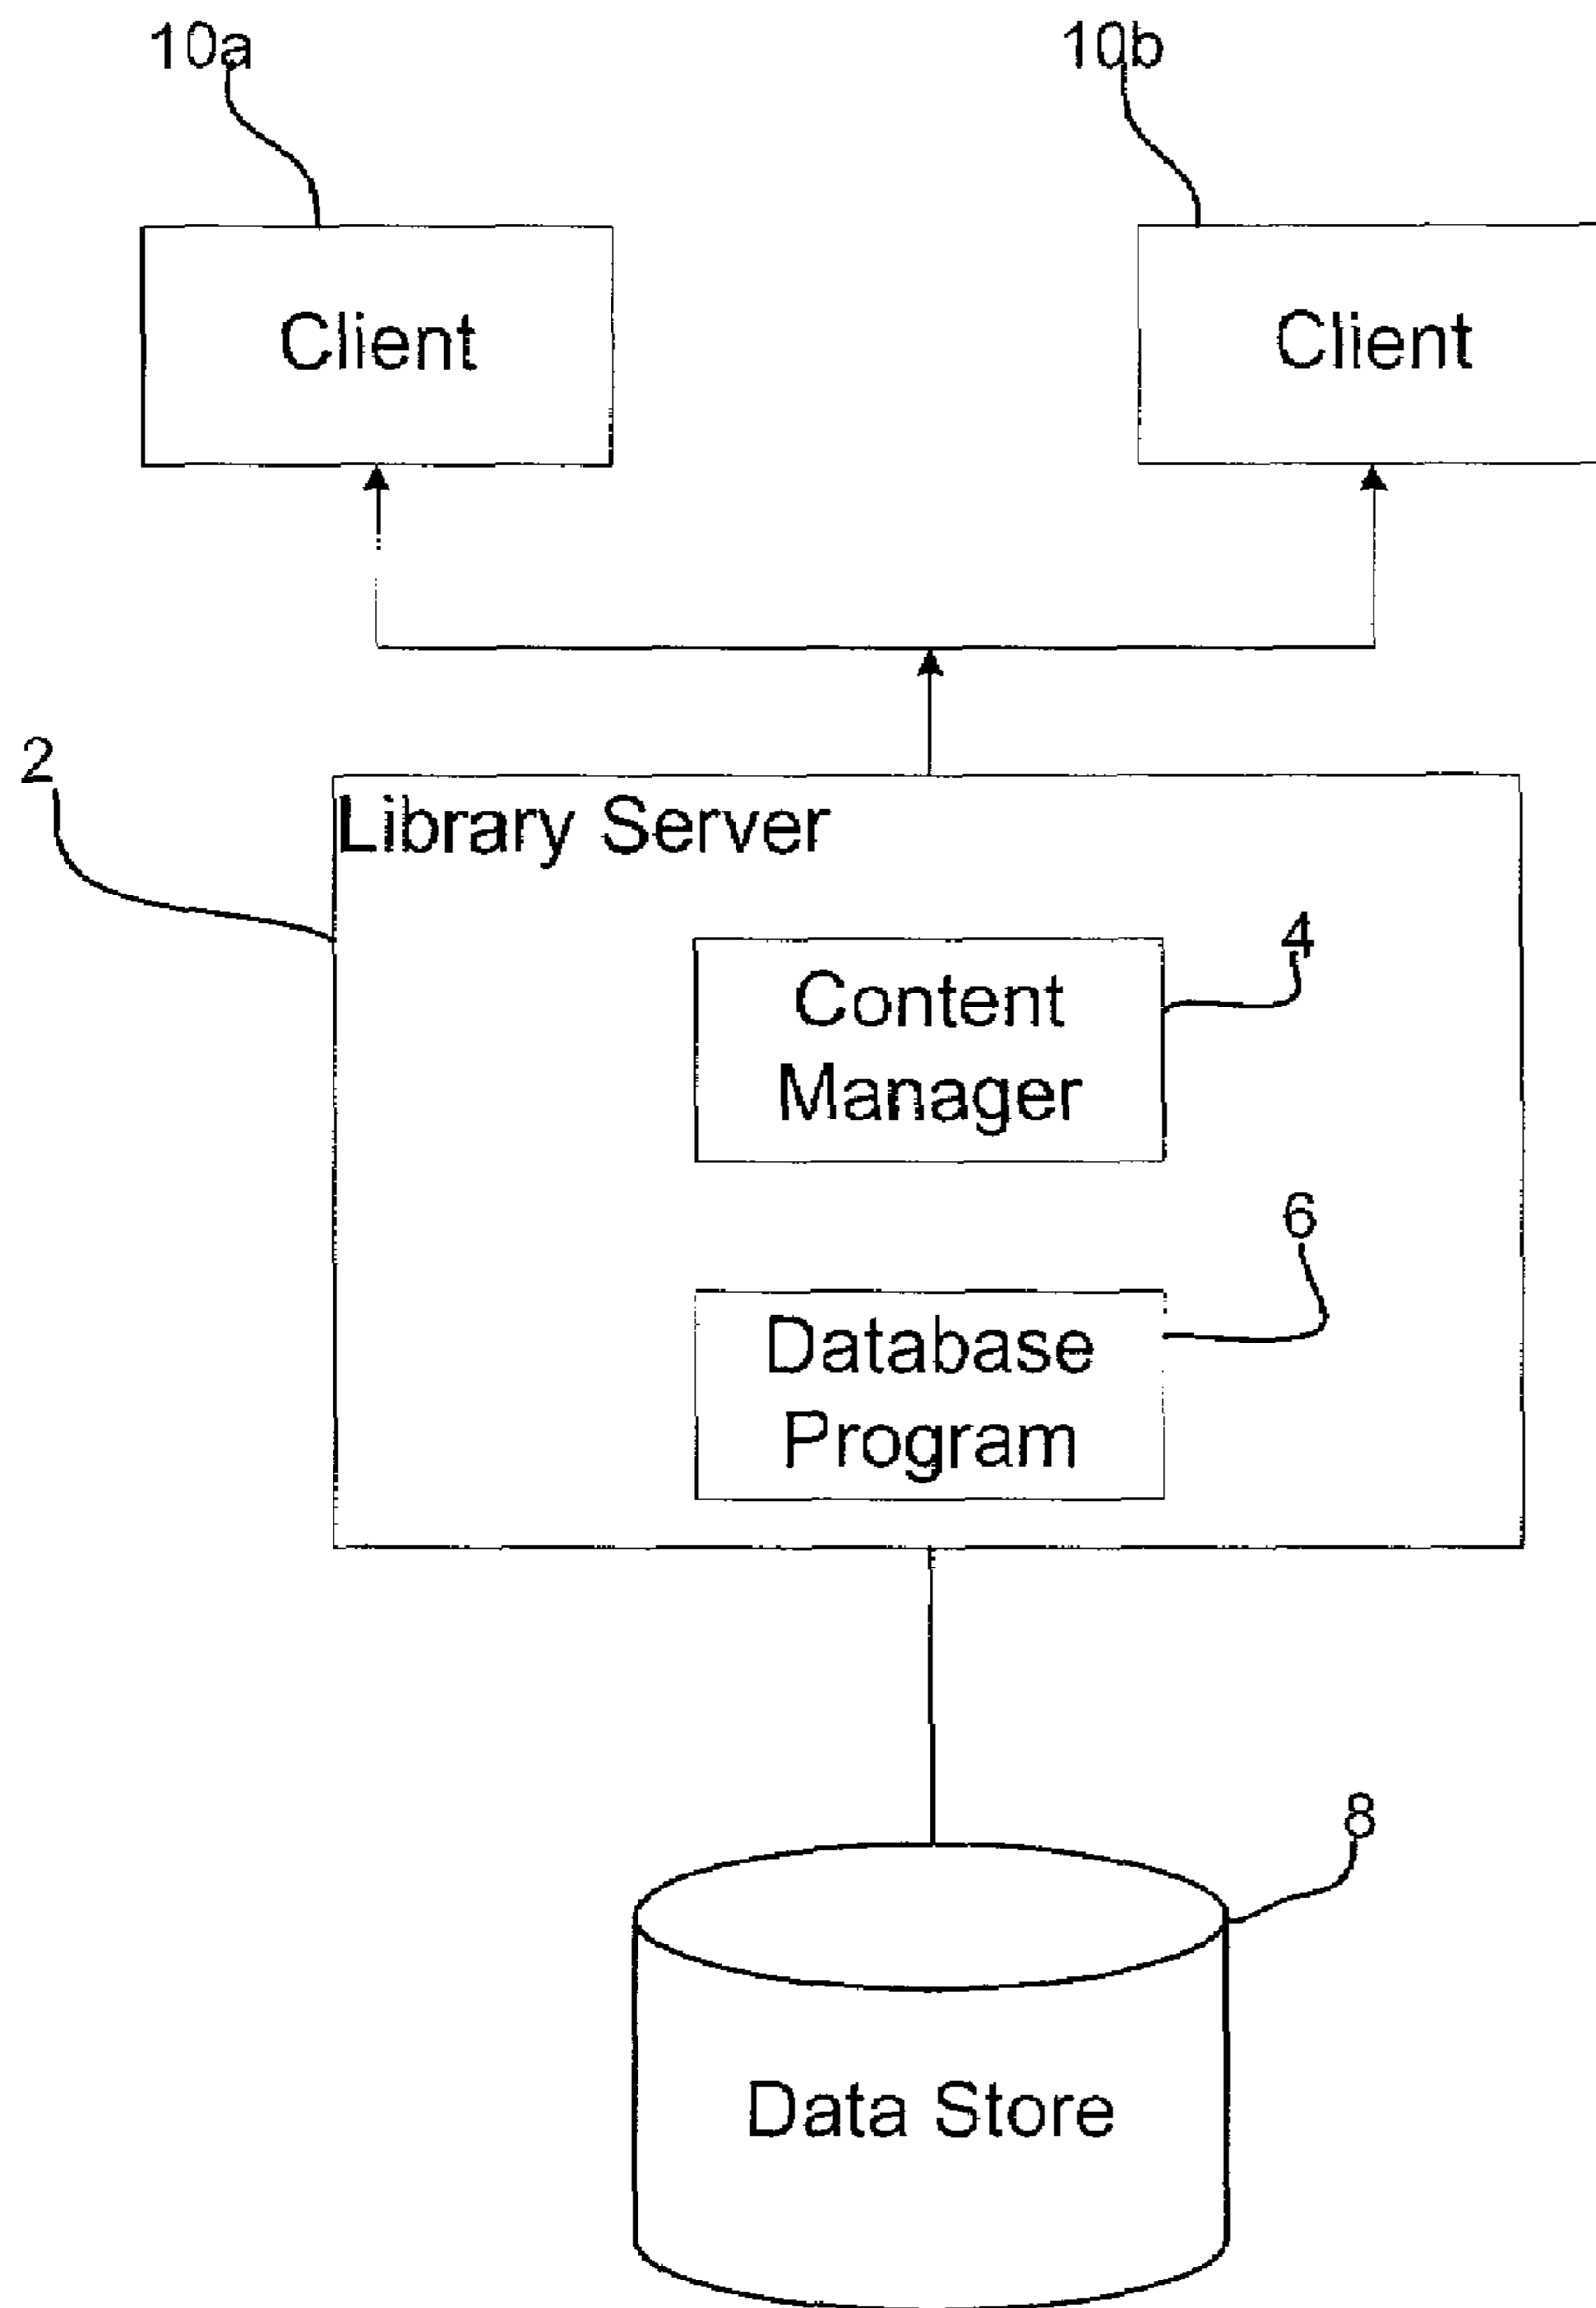 10a
10b
Client
Client
2
Library Server
4
Content
Manager
6
Database
Program
8
Data Store